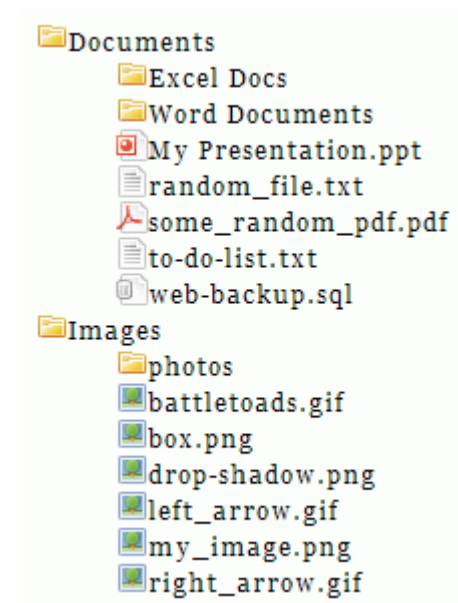 Documents
Excel Docs
Word Documents
My Presentation.ppt
random_file.txt
some_random_pdf.pdf
to-do-list.txt
web-backup.sql
Images
photos
battletoads.gif
box.png
drop-shadow.png
left_arrow.gif
my_image.png
right_arrow.gif